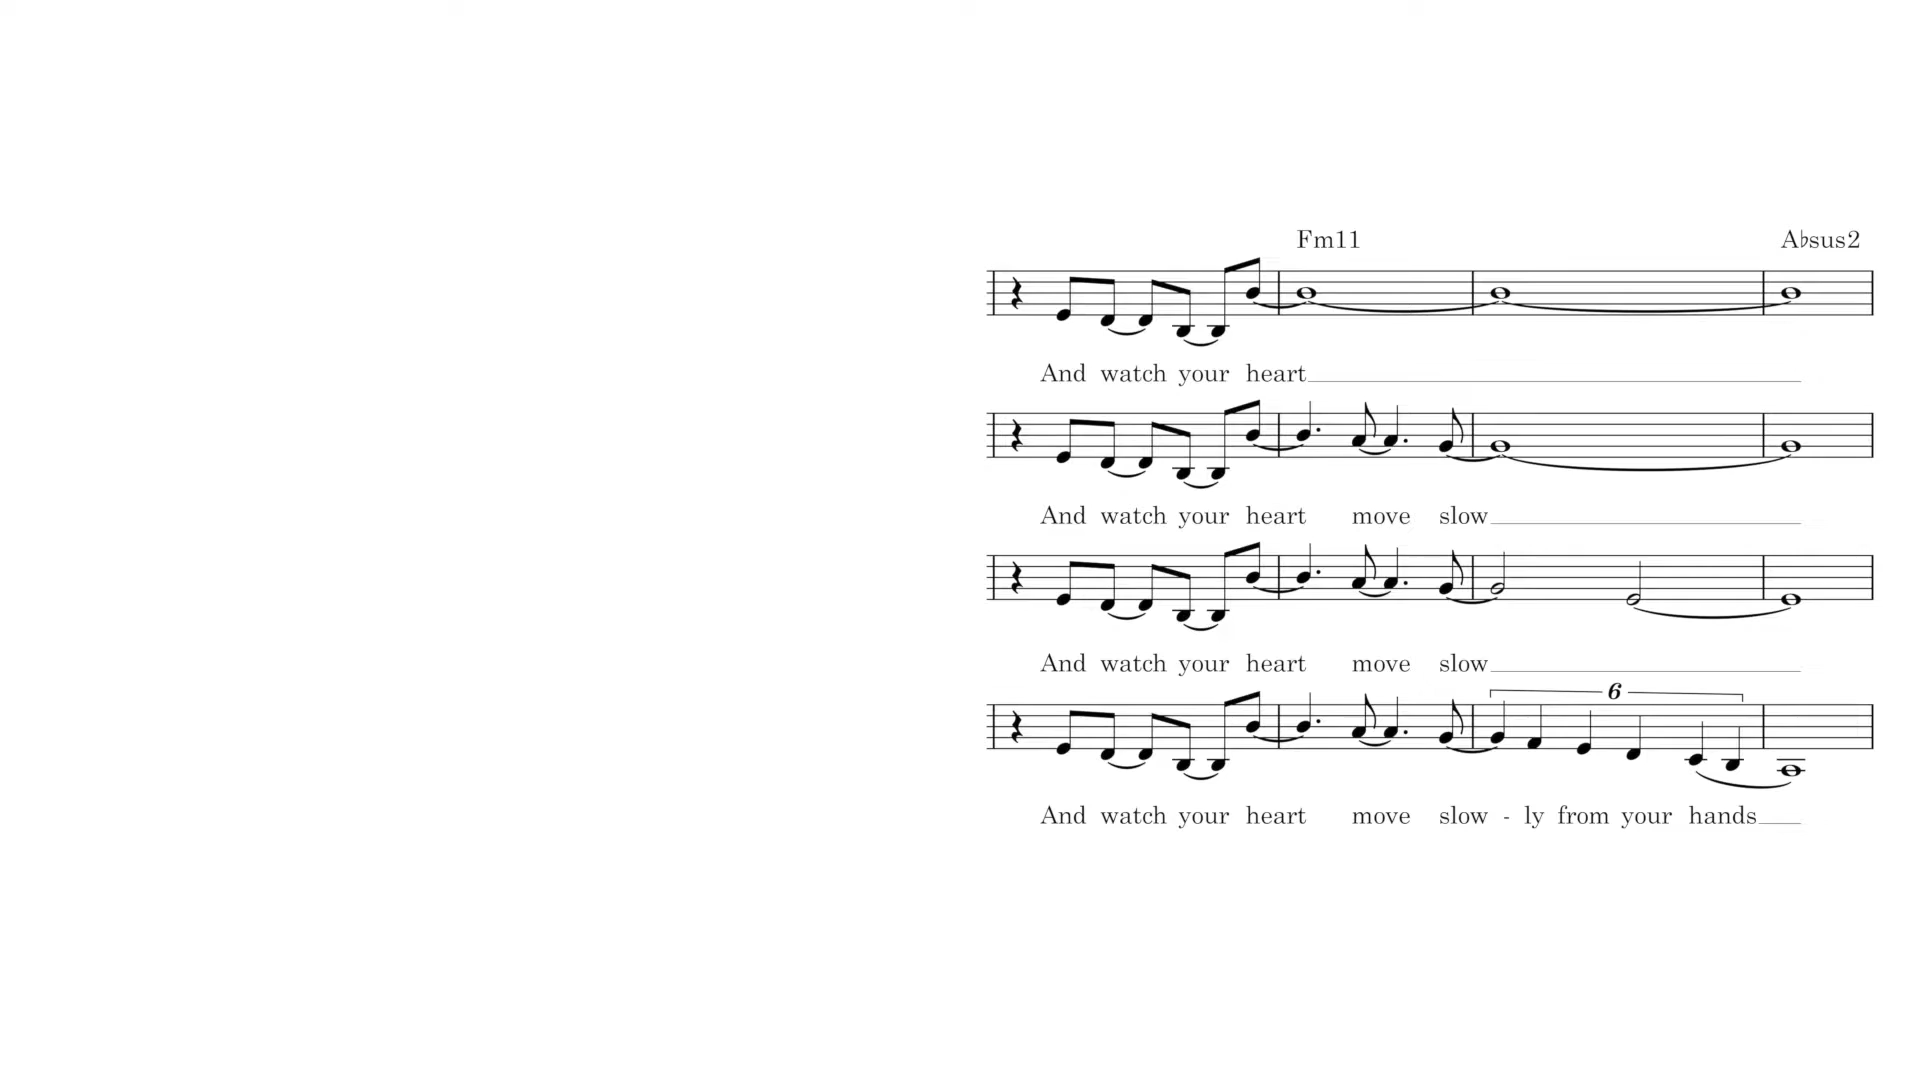 Fm11 A♭sus2
And watch your heart
And watch your heart move slow
And watch your heart move slow
6
And watch your heart move slow - ly from your hands